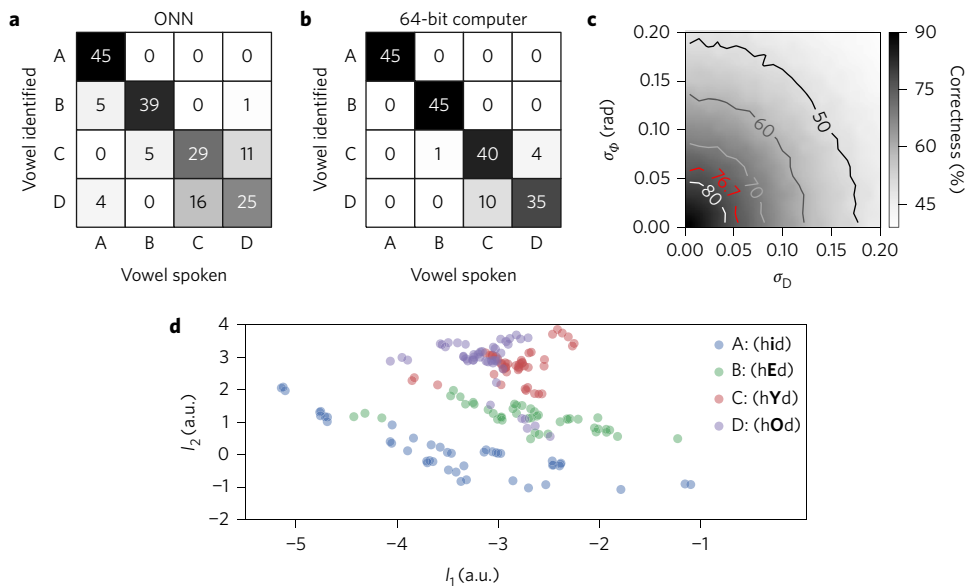 a
ONN
Vowel identified
A 45 0 0 0
B 5 39 0 1
C 0 5 29 11
D 4 0 16 25
A B C D
Vowel spoken
b
64-bit computer
Vowel identified
A 45 0 0 0
B 0 45 0 0
C 0 1 40 4
D 0 0 10 35
A B C D
Vowel spoken
c
0.20
0.15
0.10
0.05
0.00
σΦ (rad)
50
60
70
76.7
80
0.00 0.05 0.10 0.15 0.20
σD
90
75
60
45
Correctness (%)
d
4
3
2
1
0
−1
−2
l2 (a.u.)
A: (hid)
B: (hEd)
C: (hYd)
D: (hOd)
−5 −4 −3 −2 −1
l1 (a.u.)